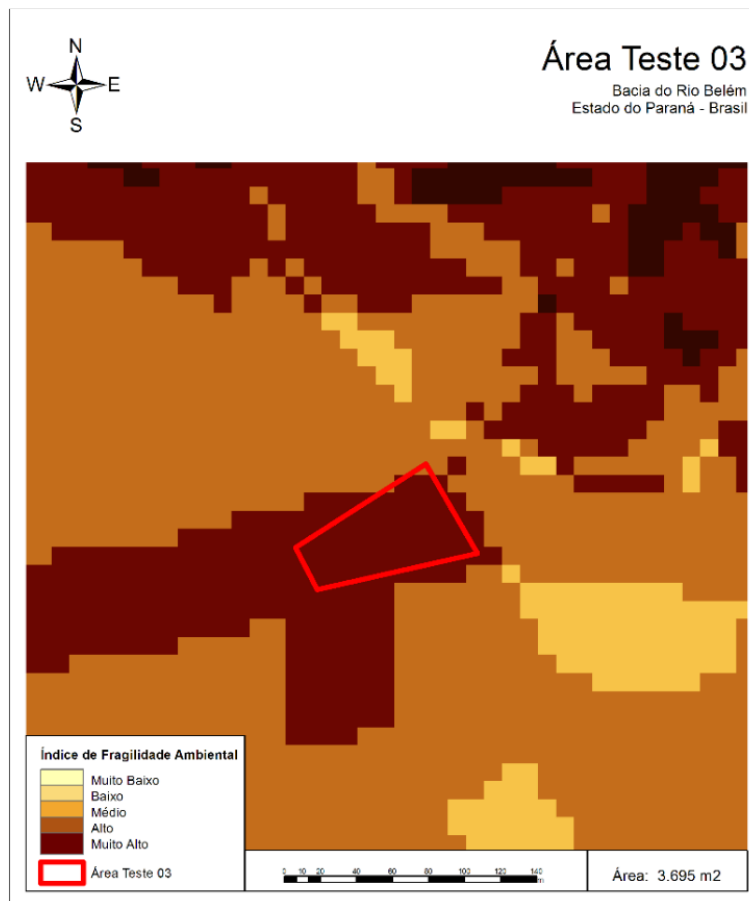 N
W E
S
Área Teste 03
Bacia do Rio Belém
Estado do Paraná - Brasil
Índice de Fragilidade Ambiental
Muito Baixo
Baixo
Médio
Alto
Muito Alto
Área Teste 03
0 10 20 40 60 80 100 120 140
m
Área: 3.695 m2